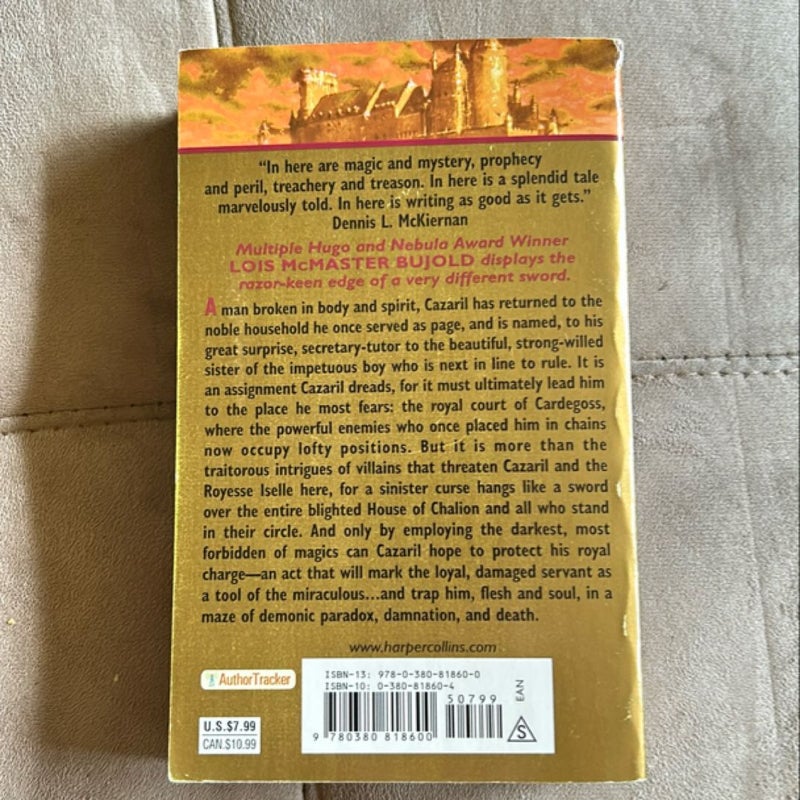 “In here are magic and mystery, prophecy
and peril, treachery and treason. In here is a splendid tale
marvelously told. In here is writing as good as it gets.”
Dennis L. McKiernan
Multiple Hugo and Nebula Award Winner
LOIS McMASTER BUJOLD displays the
razor-keen edge of a very different sword.
A man broken in body and spirit, Cazaril has returned to the
noble household he once served as page, and is named, to his
great surprise, secretary-tutor to the beautiful, strong-willed
sister of the impetuous boy who is next in line to rule. It is
an assignment Cazaril dreads, for it must ultimately lead him
to the place he most fears: the royal court of Cardegoss,
where the powerful enemies who once placed him in chains
now occupy lofty positions. But it is more than the
traitorous intrigues of villains that threaten Cazaril and the
Royesse Iselle here, for a sinister curse hangs like a sword
over the entire blighted House of Chalion and all who stand
in their circle. And only by employing the darkest, most
forbidden of magics can Cazaril hope to protect his royal
charge—an act that will mark the loyal, damaged servant as
a tool of the miraculous...and trap him, flesh and soul, in a
maze of demonic paradox, damnation, and death.
www.harpercollins.com
AuthorTracker
ISBN-13: 978-0-380-81860-0
ISBN-10: 0-380-81860-4
50799
EAN
S
9 780380 818600
U.S.$7.99
CAN.$10.99